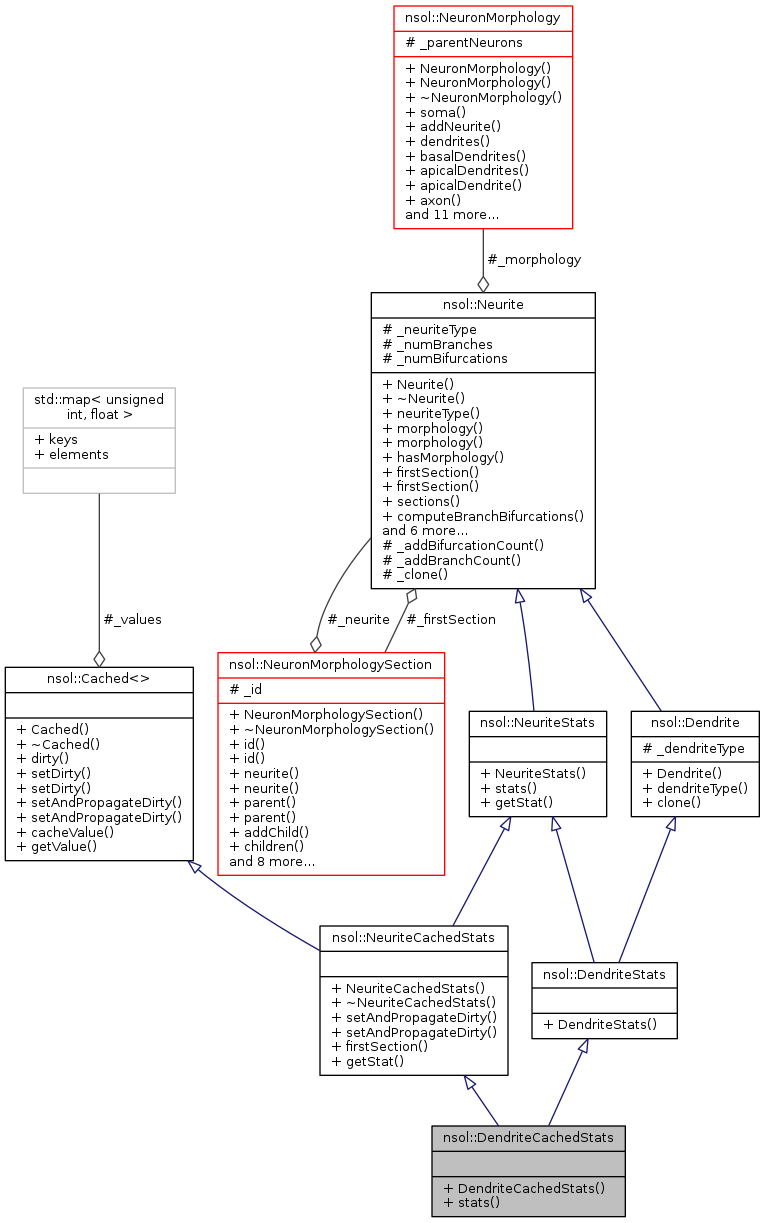 nsol::NeuronMorphology
# _parentNeurons
+ NeuronMorphology()
+ NeuronMorphology()
+ ~NeuronMorphology()
+ soma()
+ addNeurite()
+ dendrites()
+ basalDendrites()
+ apicalDendrites()
+ apicalDendrite()
+ axon()
and 11 more...
#_morphology
nsol::Neurite
# _neuriteType
# _numBranches
# _numBifurcations
+ Neurite()
+ ~Neurite()
+ neuriteType()
+ morphology()
+ morphology()
+ hasMorphology()
+ firstSection()
+ firstSection()
+ sections()
+ computeBranchBifurcations()
and 6 more...
# _addBifurcationCount()
# _addBranchCount()
# _clone()
std::map< unsigned
int, float >
+ keys
+ elements
#_values
#_neurite
#_firstSection
nsol::Cached<>
+ Cached()
+ ~Cached()
+ dirty()
+ setDirty()
+ setDirty()
+ setAndPropagateDirty()
+ setAndPropagateDirty()
+ cacheValue()
+ getValue()
nsol::NeuronMorphologySection
# _id
+ NeuronMorphologySection()
+ ~NeuronMorphologySection()
+ id()
+ id()
+ neurite()
+ neurite()
+ parent()
+ parent()
+ addChild()
+ children()
and 8 more...
nsol::NeuriteStats
+ NeuriteStats()
+ stats()
+ getStat()
nsol::Dendrite
# _dendriteType
+ Dendrite()
+ dendriteType()
+ clone()
nsol::NeuriteCachedStats
+ NeuriteCachedStats()
+ ~NeuriteCachedStats()
+ setAndPropagateDirty()
+ setAndPropagateDirty()
+ firstSection()
+ getStat()
nsol::DendriteStats
+ DendriteStats()
nsol::DendriteCachedStats
+ DendriteCachedStats()
+ stats()